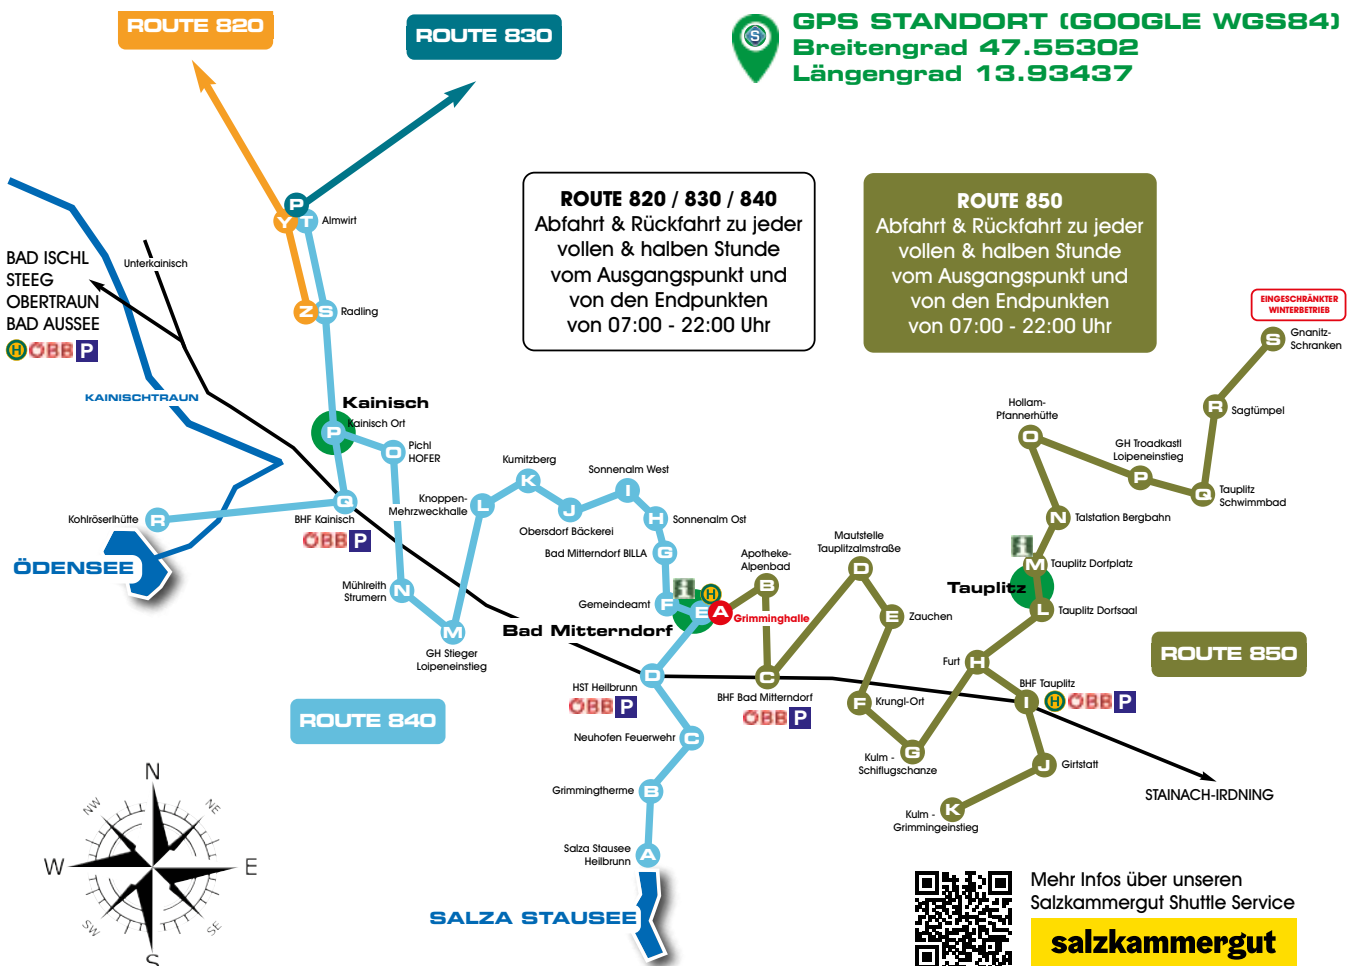 ROUTE 820
ROUTE 830
GPS STANDORT (GOOGLE WGS84)
Breitengrad 47.55302
Längengrad 13.93437
S
ROUTE 820 / 830 / 840
Abfahrt & Rückfahrt zu jeder
vollen & halben Stunde
vom Ausgangspunkt und
von den Endpunkten
von 07:00 - 22:00 Uhr
ROUTE 850
Abfahrt & Rückfahrt zu jeder
vollen & halben Stunde
vom Ausgangspunkt und
von den Endpunkten
von 07:00 - 22:00 Uhr
EINGESCHRÄNKTER
WINTERBETRIEB
P
Y T Almwirt
Z S Radling
Unterkainisch
BAD ISCHL
STEEG
OBERTRAUN
BAD AUSSEE
H ÖBB P
KAINISCHTRAUN
Kainisch
P Kainisch Ort
O Pichl
HOFER
Q
BHF Kainisch
ÖBB P
Kohlröserlhütte R
ÖDENSEE
Mühlreith
Strumern
N
M
GH Stieger
Loipeneinstieg
Knoppen-
Mehrzweckhalle
L
Kumitzberg
K
J
Obersdorf Bäckerei
Sonnenalm West
I
H Sonnenalm Ost
Bad Mitterndorf BILLA G
Gemeindeamt F
i
H
E A Grimminghalle
Bad Mitterndorf
Apotheke-
Alpenbad
B
C
BHF Bad Mitterndorf
ÖBB P
D
HST Heilbrunn
ÖBB P
Neuhofen Feuerwehr C
Grimmingtherme B
Salza Stausee
Heilbrunn
A
SALZA STAUSEE
ROUTE 840
Mautstelle
Tauplitzalmstraße
D
E Zauchen
F Krungl-Ort
G
Kulm -
Schiflugschanze
Furt H
BHF Tauplitz
I H ÖBB P
J Girtstatt
Kulm -
Grimmingeinstieg
K
Tauplitz
i
L Tauplitz Dorfsaal
M Tauplitz Dorfplatz
N Talstation Bergbahn
Hollam-
Pfannerhütte
O
GH Troadkastl
Loipeneinstieg
P
Q Tauplitz
Schwimmbad
R Sagtümpel
S Gnanitz-
Schranken
ROUTE 850
STAINACH-IRDNING
N
NE
E
SE
S
SW
W
NW
Mehr Infos über unseren
Salzkammergut Shuttle Service
salzkammergut